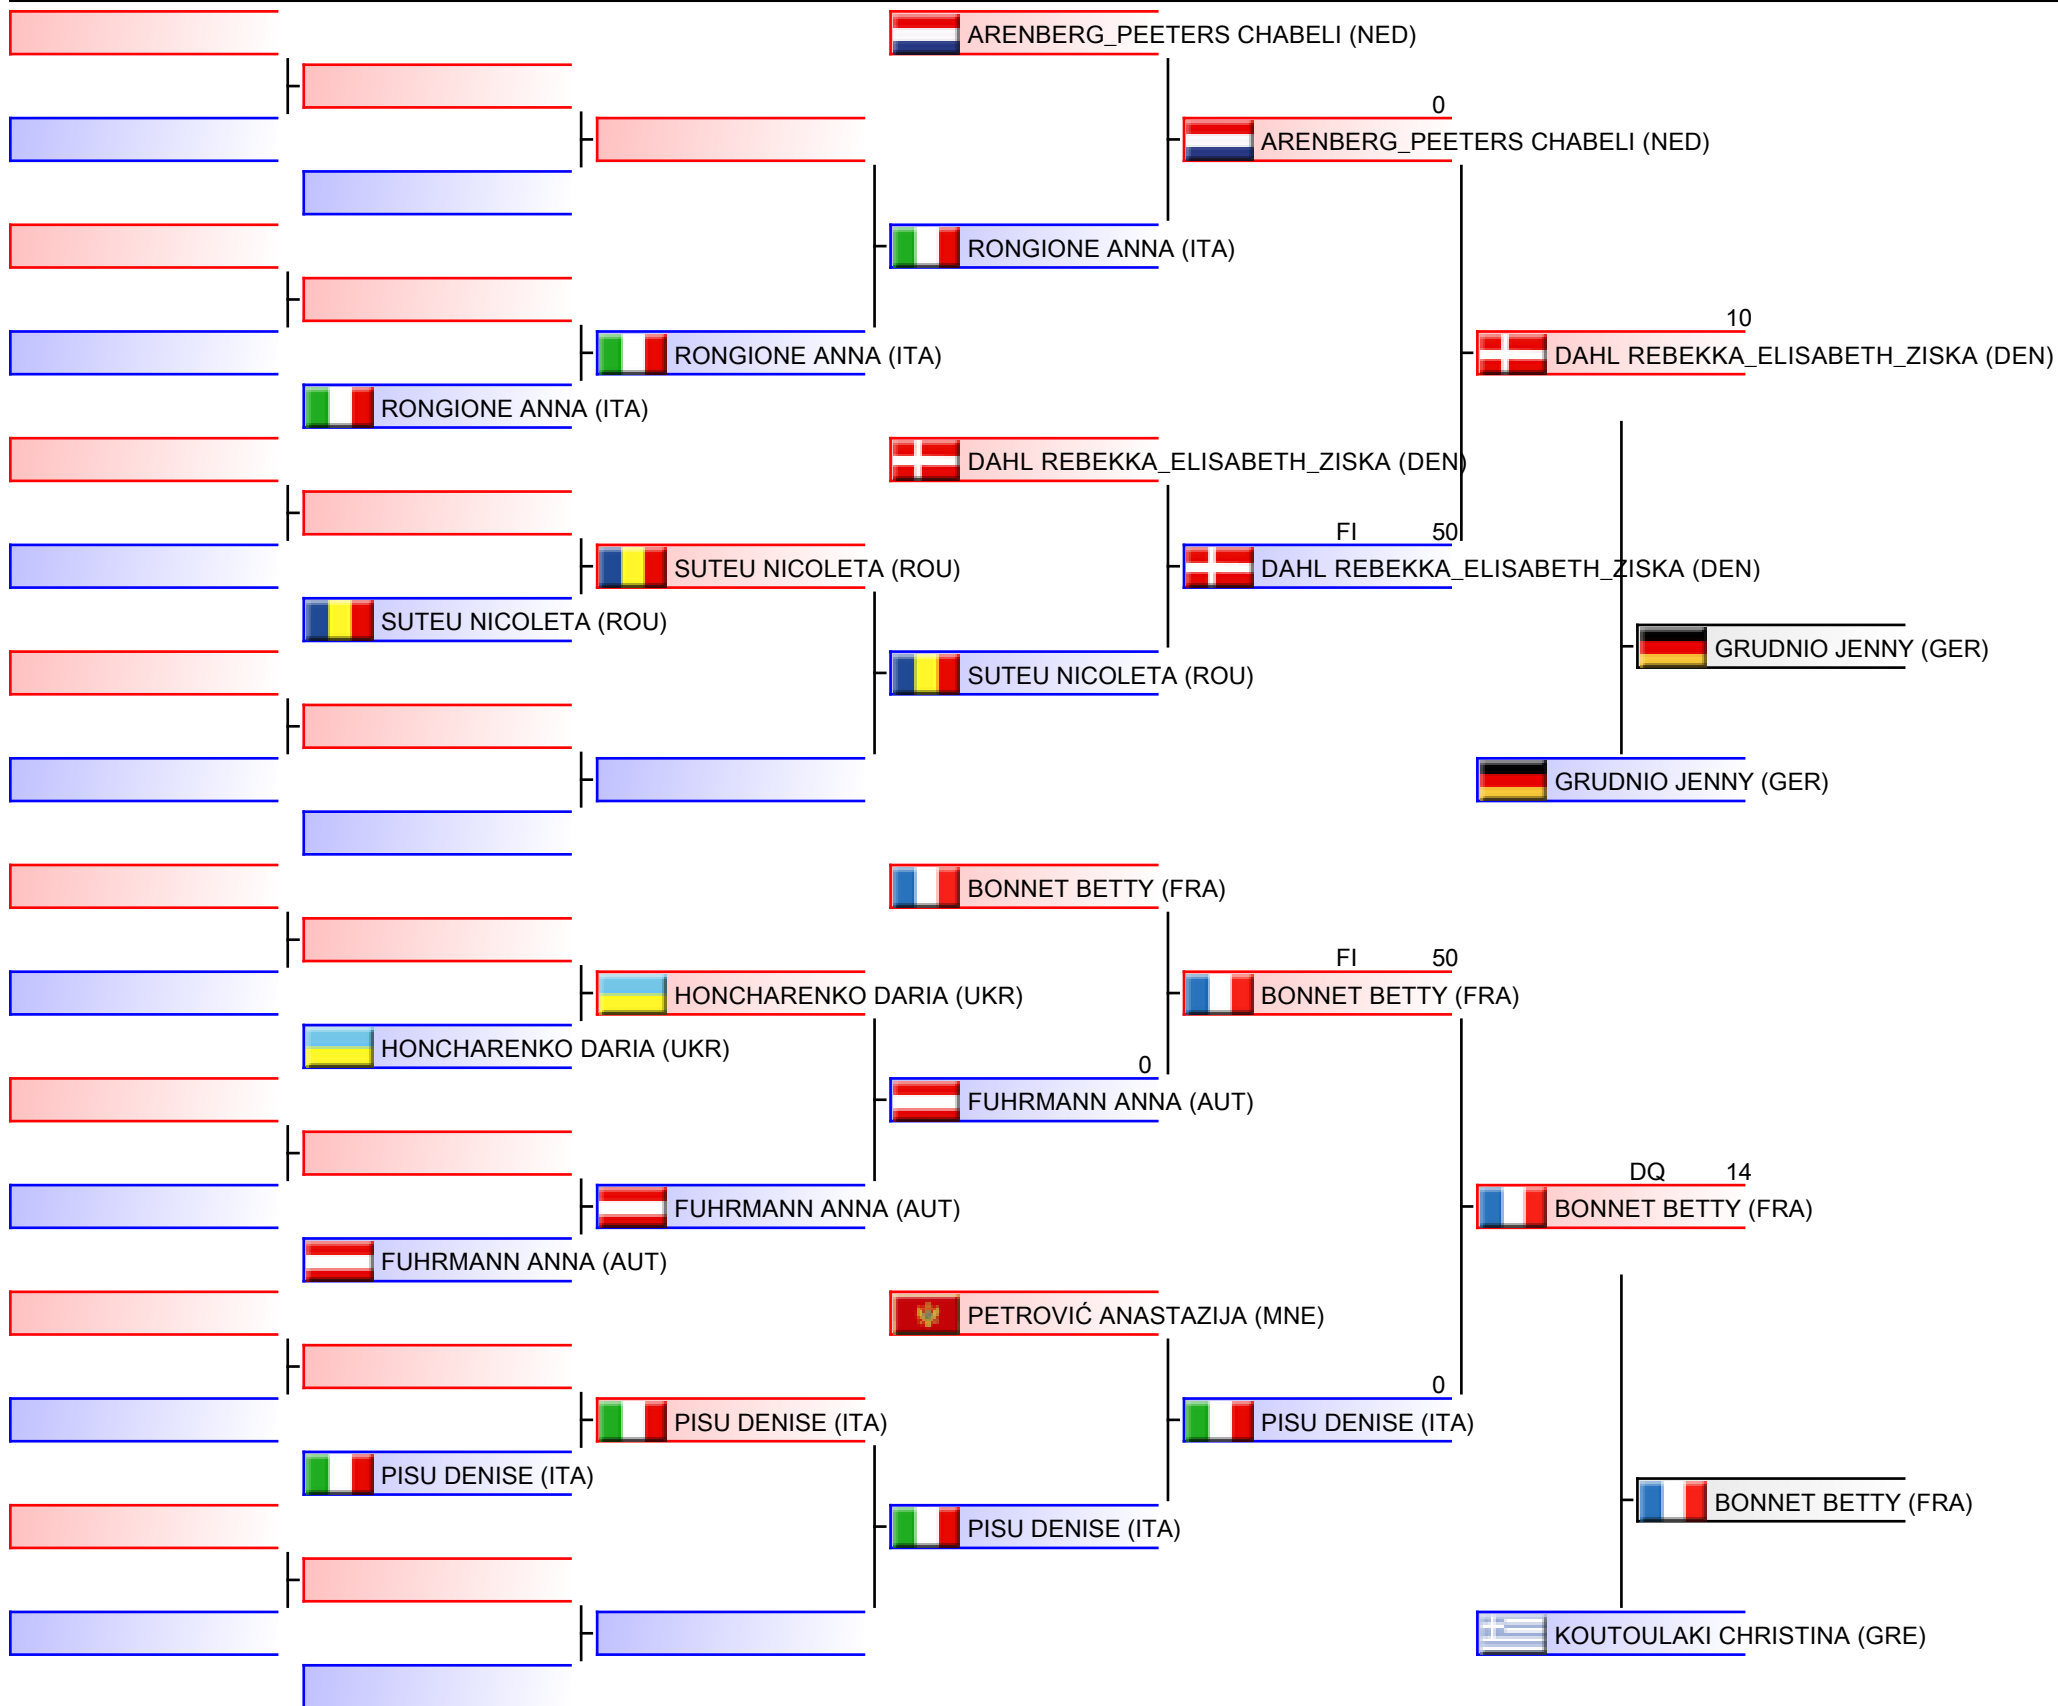 ARENBERG_PEETERS CHABELI (NED)
0
ARENBERG_PEETERS CHABELI (NED)
RONGIONE ANNA (ITA)
10
RONGIONE ANNA (ITA)
DAHL REBEKKA_ELISABETH_ZISKA (DEN)
RONGIONE ANNA (ITA)
DAHL REBEKKA_ELISABETH_ZISKA (DEN)
FI 50
SUTEU NICOLETA (ROU)
DAHL REBEKKA_ELISABETH_ZISKA (DEN)
SUTEU NICOLETA (ROU)
GRUDNIO JENNY (GER)
SUTEU NICOLETA (ROU)
GRUDNIO JENNY (GER)
BONNET BETTY (FRA)
FI 50
HONCHARENKO DARIA (UKR)
BONNET BETTY (FRA)
HONCHARENKO DARIA (UKR)
0
FUHRMANN ANNA (AUT)
DQ 14
FUHRMANN ANNA (AUT)
BONNET BETTY (FRA)
FUHRMANN ANNA (AUT)
PETROVIĆ ANASTAZIJA (MNE)
0
PISU DENISE (ITA)
PISU DENISE (ITA)
PISU DENISE (ITA)
BONNET BETTY (FRA)
PISU DENISE (ITA)
KOUTOULAKI CHRISTINA (GRE)